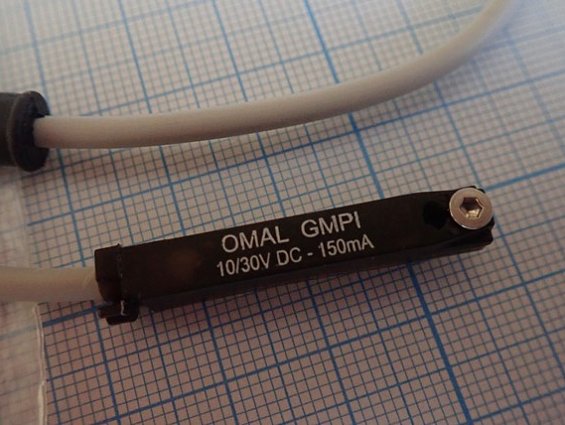 OMAL GMPI
10/30V DC - 150mA